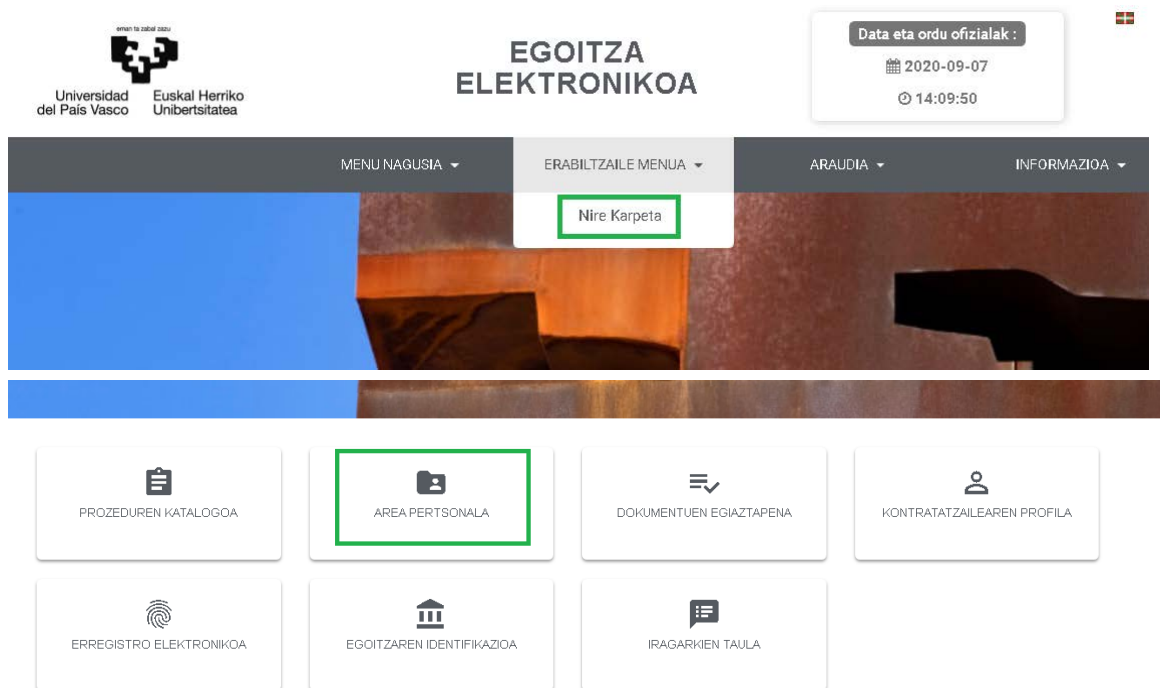 eman ta zabal zazu
Universidad
del País Vasco
Euskal Herriko
Unibertsitatea
EGOITZA
ELEKTRONIKOA
Data eta ordu ofizialak :
2020-09-07
14:09:50
MENU NAGUSIA
ERABILTZAILE MENUA
ARAUDIA
INFORMAZIOA
Nire Karpeta
PROZEDUREN KATALOGOA
AREA PERTSONALA
DOKUMENTUEN EGIAZTAPENA
KONTRATATZAILEAREN PROFILA
ERREGISTRO ELEKTRONIKOA
EGOITZAREN IDENTIFIKAZIOA
IRAGARKIEN TAULA